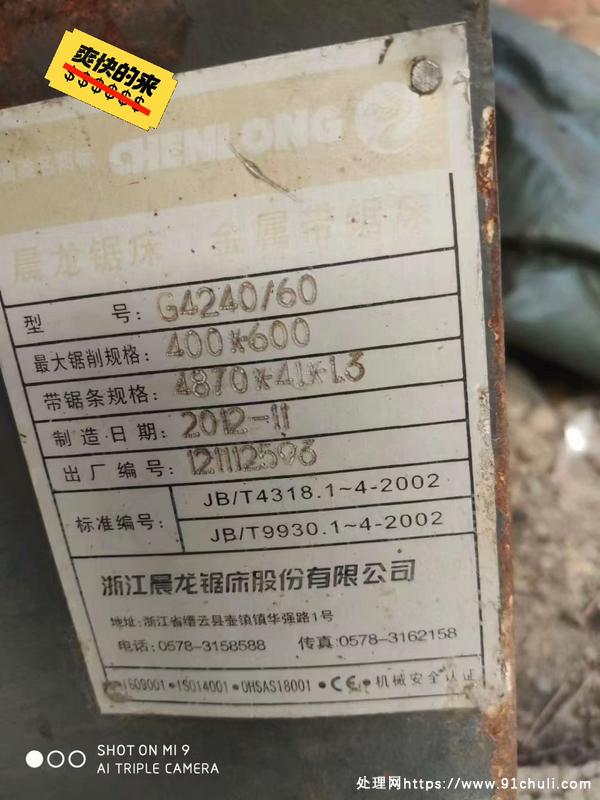 爽快的来
$$$$$$
CHENLONG
晨龙锯床 金属带锯床
型 号: G4240/60
最大锯削规格: 400*600
带锯条规格: 4870*41*1.3
制造日期: 2012-11
出厂编号: 121112503
标准编号: JB/T4318.1~4-2002
JB/T9930.1~4-2002
浙江晨龙锯床股份有限公司
地址:浙江省缙云县壶镇镇华强路1号
电话:0578-3158588 传真:0578-3162158
IS09001·ISO14001·OHSAS18001·CE·机械安全认证
SHOT ON MI 9
AI TRIPLE CAMERA
处理网https://www.91chuli.com